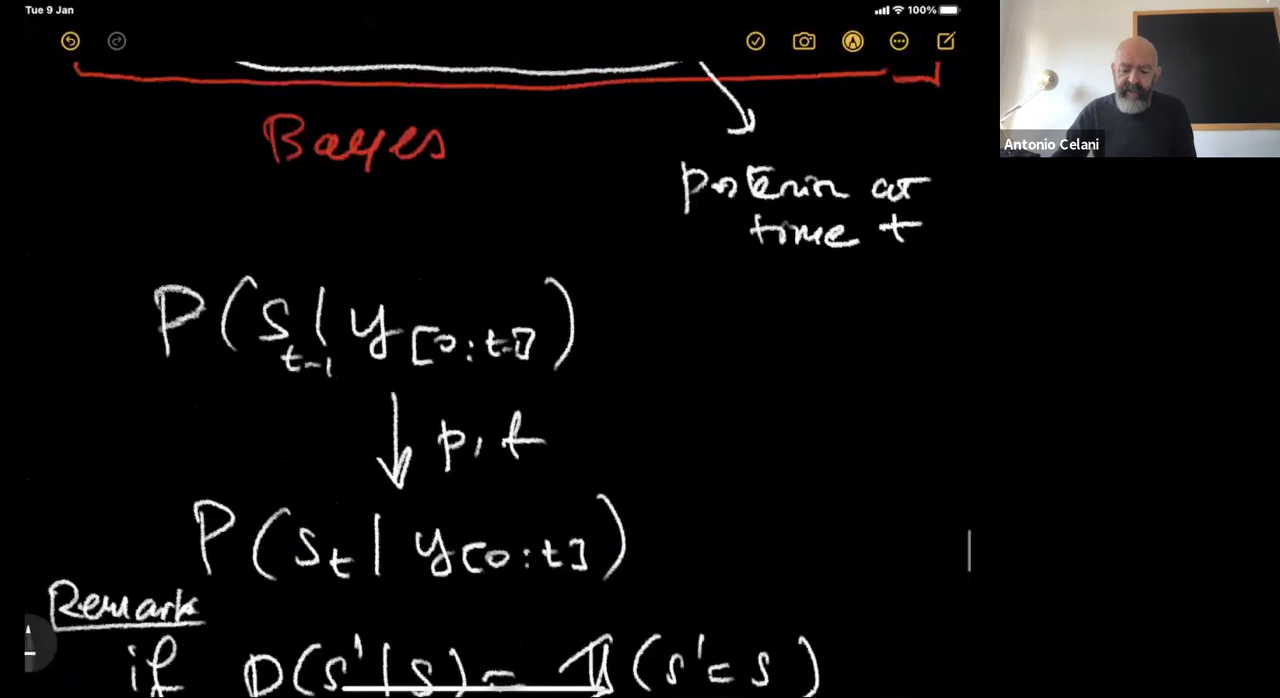 Tue 9 Jan
100%
Antonio Celani
Bayes
posterior at
time t
P(s_{t-1} | y_{[0:t-1]})
↓ p, f
P(s_t | y_{[0:t]})
Remark
if p(s'|s) = 𝟙(s'=s)